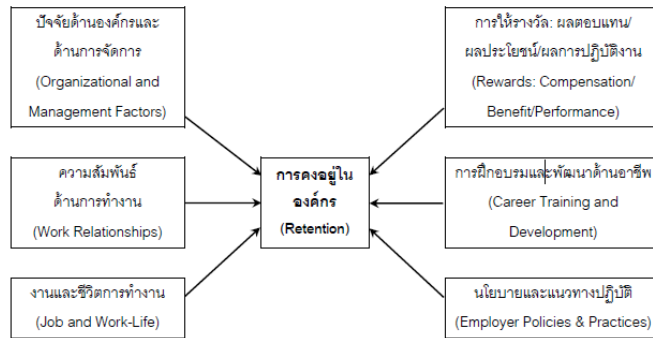 ปัจจัยด้านองค์กรและ
ด้านการจัดการ
(Organizational and
Management Factors)
การให้รางวัล: ผลตอบแทน/
ผลประโยชน์/ผลการปฏิบัติงาน
(Rewards: Compensation/
Benefit/Performance)
ความสัมพันธ์
ด้านการทำงาน
(Work Relationships)
การคงอยู่ใน
องค์กร
(Retention)
การฝึกอบรมและพัฒนาด้านอาชีพ
(Career Training and
Development)
งานและชีวิตการทำงาน
(Job and Work-Life)
นโยบายและแนวทางปฏิบัติ
(Employer Policies & Practices)